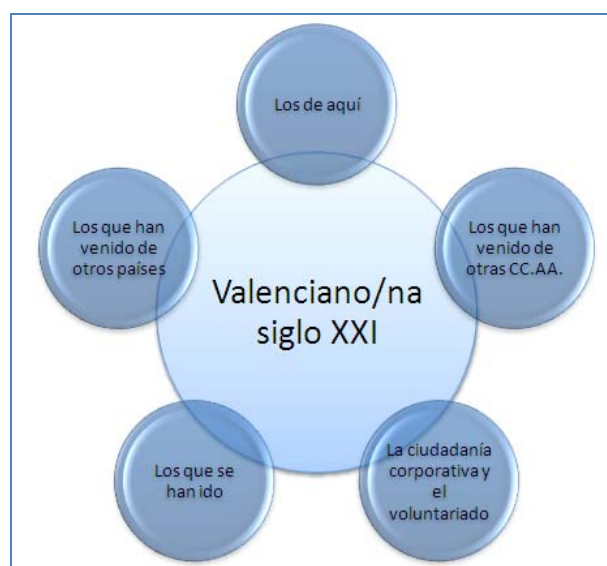 Los de aquí
Los que han
venido de
otros países
Los que han
venido de
otras CC.AA.
Valenciano/na
siglo XXI
Los que se
han ido
La ciudadanía
corporativa y
el
voluntariado